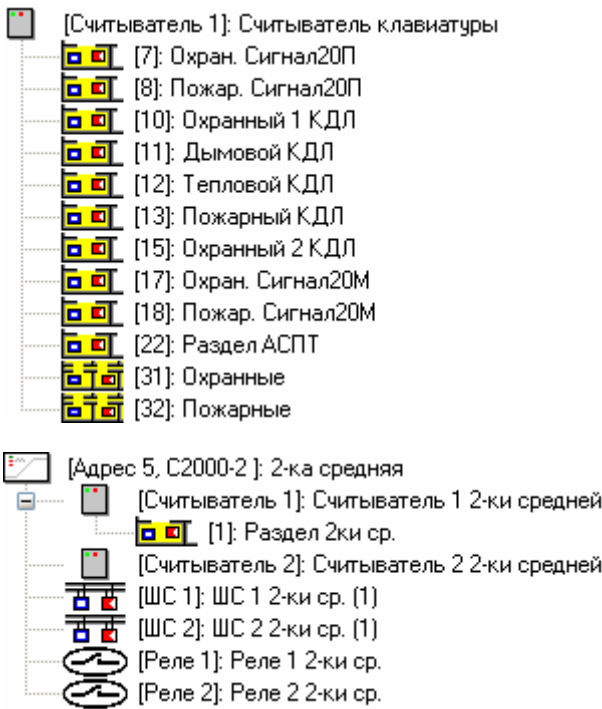 [Считыватель 1]: Считыватель клавиатуры
[7]: Охран. Сигнал20П
[8]: Пожар. Сигнал20П
[10]: Охранный 1 КДЛ
[11]: Дымовой КДЛ
[12]: Тепловой КДЛ
[13]: Пожарный КДЛ
[15]: Охранный 2 КДЛ
[17]: Охран. Сигнал20М
[18]: Пожар. Сигнал20М
[22]: Раздел АСПТ
[31]: Охранные
[32]: Пожарные
[Адрес 5, С2000-2 ]: 2-ка средняя
[Считыватель 1]: Считыватель 1 2-ки средней
[1]: Раздел 2ки ср.
[Считыватель 2]: Считыватель 2 2-ки средней
[ШС 1]: ШС 1 2-ки ср. (1)
[ШС 2]: ШС 2 2-ки ср. (1)
[Реле 1]: Реле 1 2-ки ср.
[Реле 2]: Реле 2 2-ки ср.